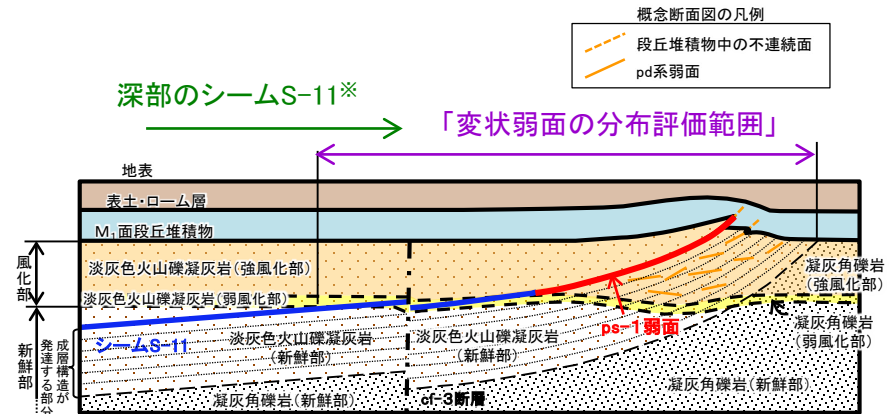 概念断面図の凡例
段丘堆積物中の不連続面
pd系弱面
深部のシームS-11※
「変状弱面の分布評価範囲」
地表
表土・ローム層
M1面段丘堆積物
風化部
淡灰色火山礫凝灰岩(強風化部)
凝灰角礫岩
(強風化部)
淡灰色火山礫凝灰岩(弱風化部)
新鮮部
成層構造が
発達する部分
シームS-11
淡灰色火山礫凝灰岩
(新鮮部)
淡灰色火山礫凝灰岩
(新鮮部)
ps-1弱面
凝灰角礫岩
(弱風化部)
凝灰角礫岩(新鮮部)
cf-3断層
凝灰角礫岩(新鮮部)